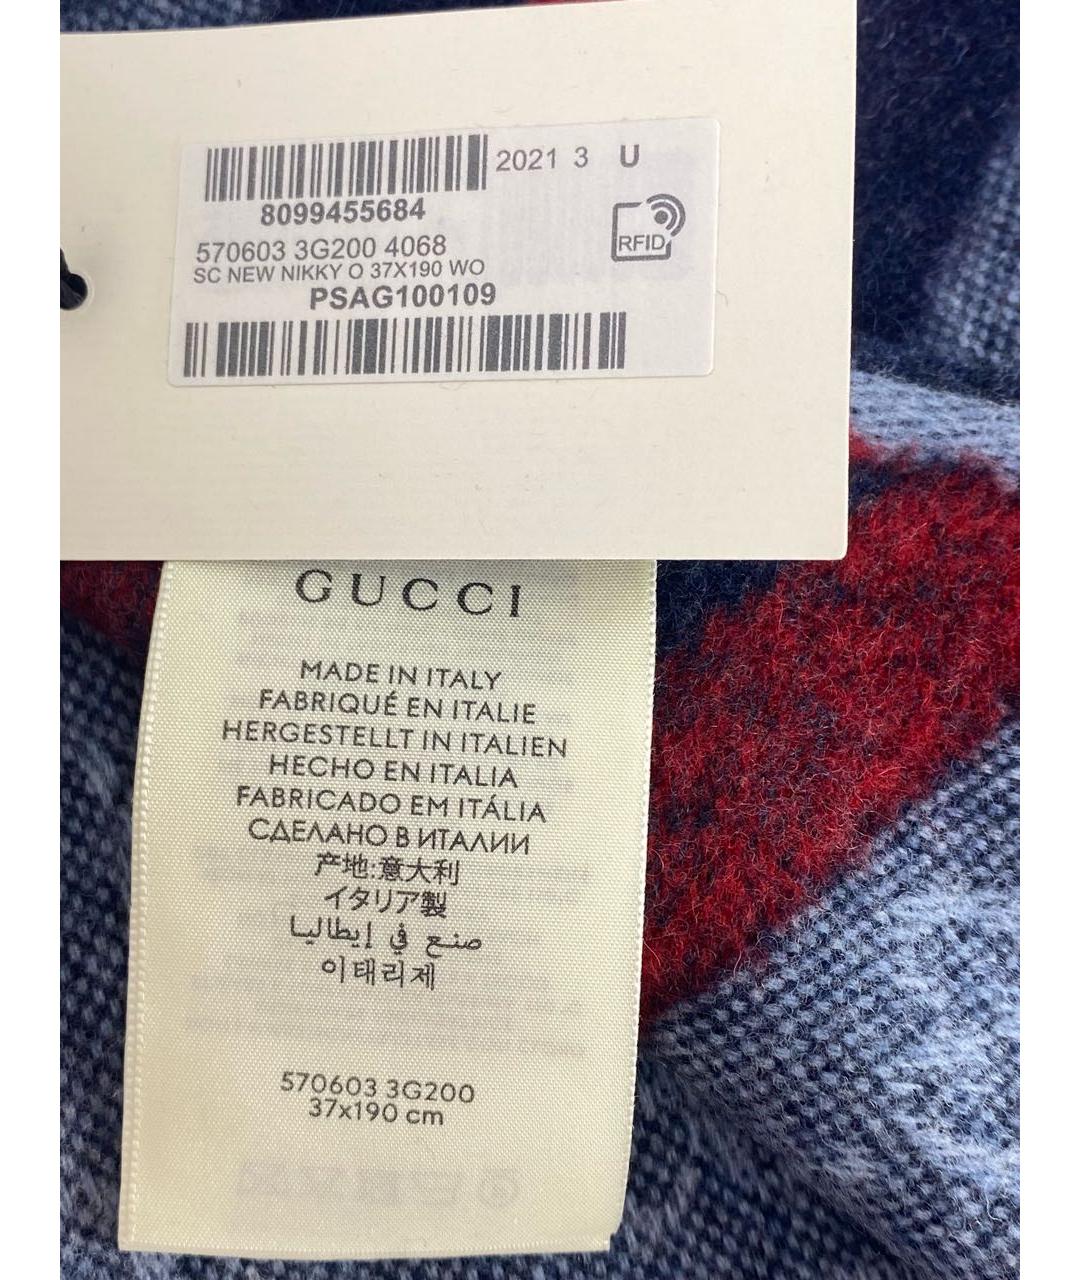 2021 3 U
8099455684
570603 3G200 4068
RFID
SC NEW NIKKY O 37X190 WO
PSAG100109
GUCCI
MADE IN ITALY
FABRIQUÉ EN ITALIE
HERGESTELLT IN ITALIEN
HECHO EN ITALIA
FABRICADO EM ITÁLIA
СДЕЛАНО В ИТАЛИИ
产地:意大利
イタリア製
صنع في إيطاليا
이태리제
570603 3G200
37x190 cm